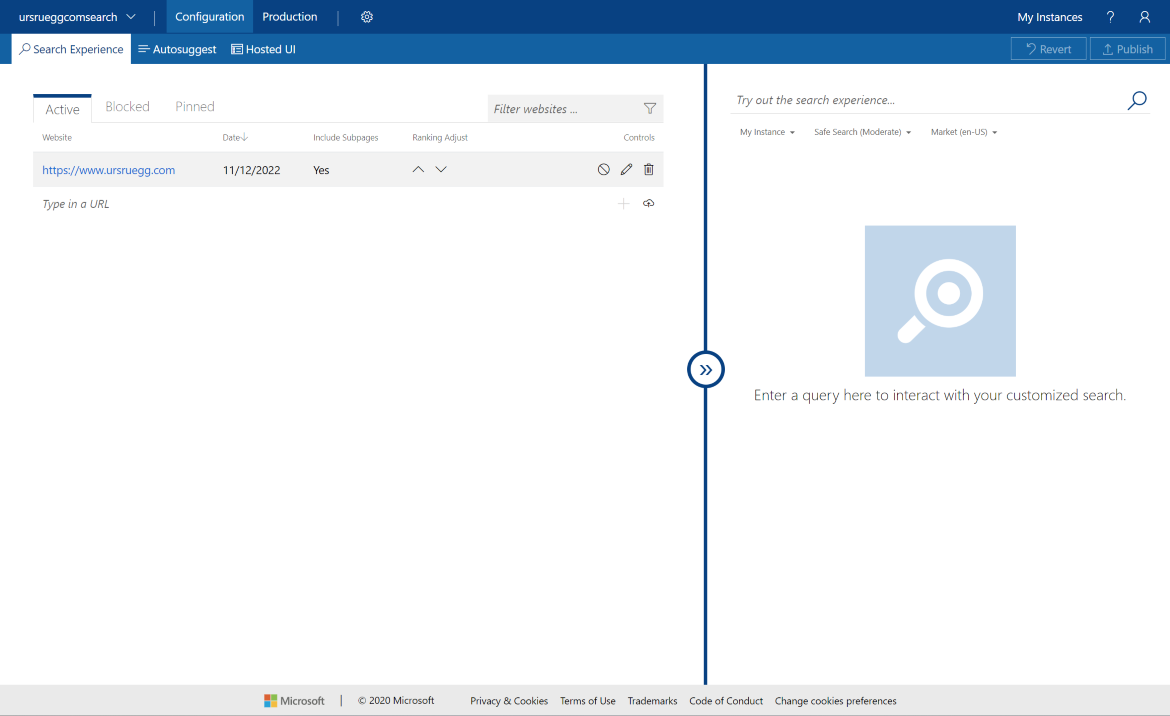 ursrueggcomsearch Configuration Production My Instances ?
Search Experience Autosuggest Hosted UI Revert Publish
Active Blocked Pinned Filter websites ...
Website Date Include Subpages Ranking Adjust Controls
https://www.ursruegg.com 11/12/2022 Yes
Type in a URL
Try out the search experience...
My Instance Safe Search (Moderate) Market (en-US)
Enter a query here to interact with your customized search.
Microsoft | © 2020 Microsoft Privacy & Cookies Terms of Use Trademarks Code of Conduct Change cookies preferences